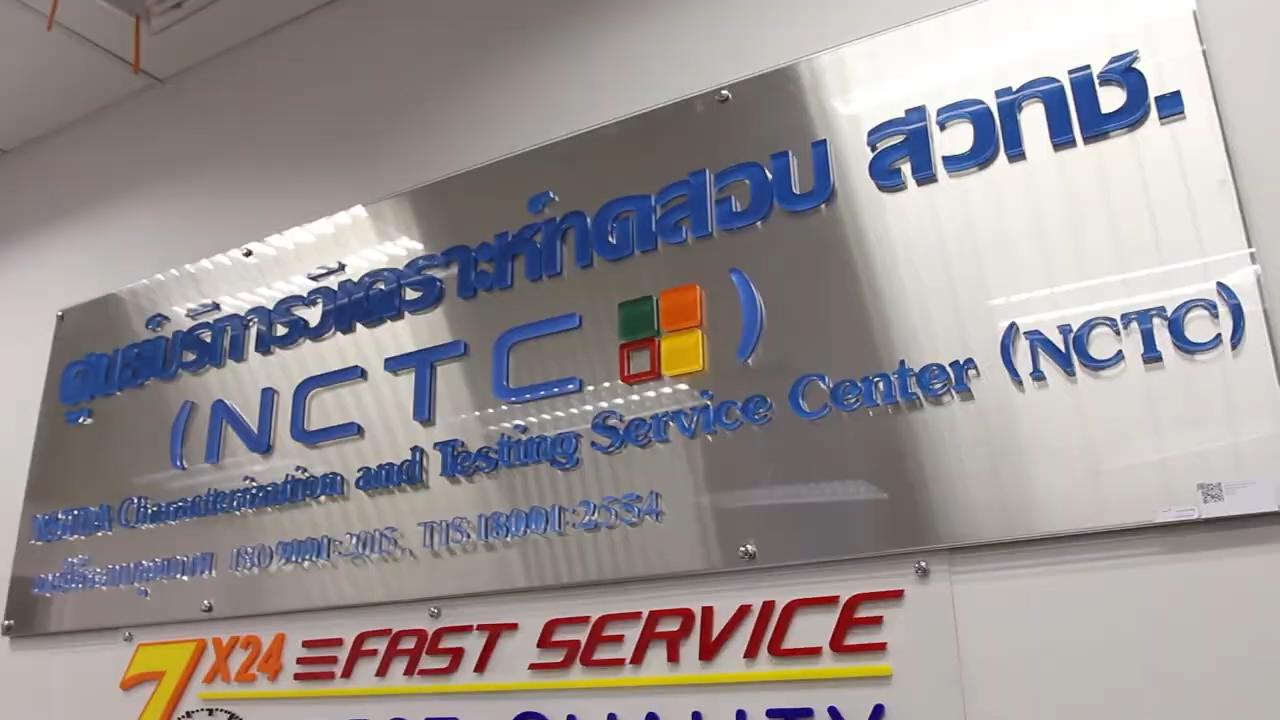 ศูนย์บริการวิเคราะห์ทดสอบ สวทช.
(NCTC)
NSTDA Characterization and Testing Service Center (NCTC)
ISO 9001:2015, TIS 18001:2554
7X24 FAST SERVICE
QUALITY